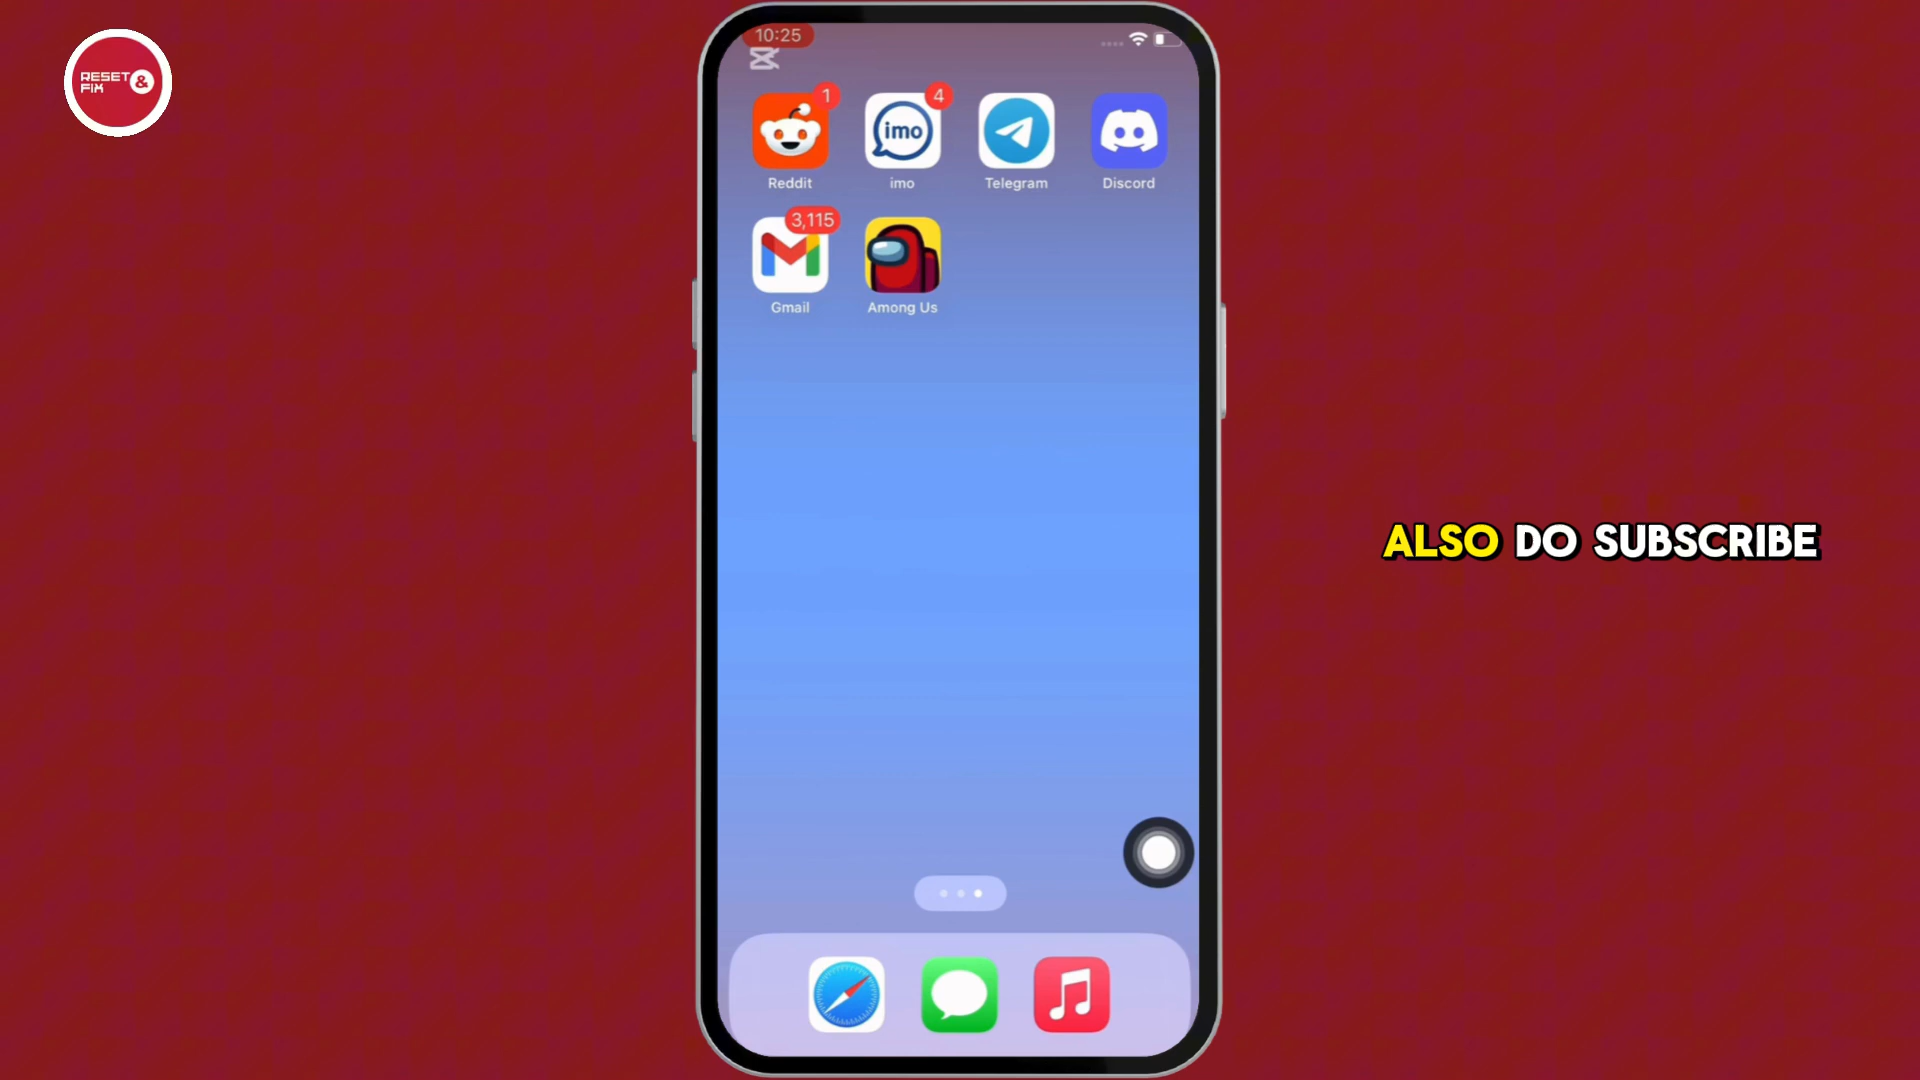 RESET &
FIX
10:25
1
4
imo
Reddit
imo
Telegram
Discord
3,115
Gmail
Among Us
ALSO DO SUBSCRIBE